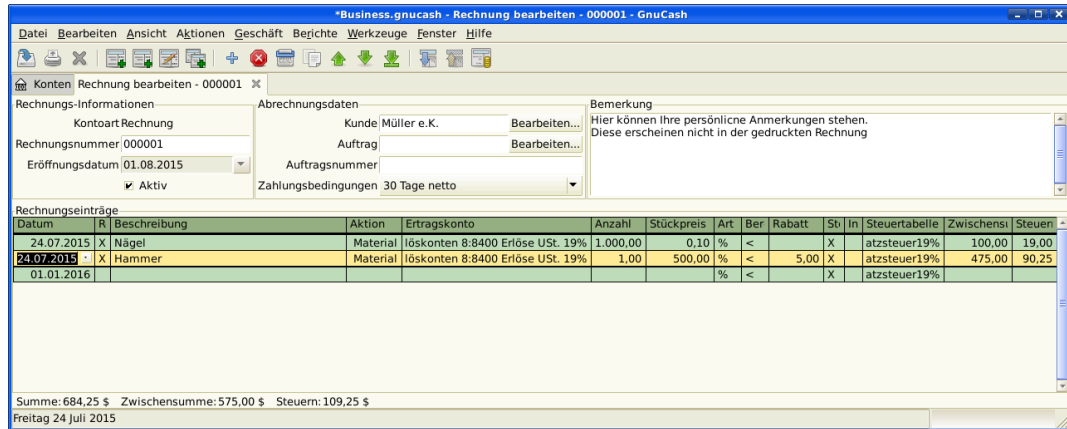 *Business.gnucash - Rechnung bearbeiten - 000001 - GnuCash
Datei Bearbeiten Ansicht Aktionen Geschäft Berichte Werkzeuge Fenster Hilfe
Konten Rechnung bearbeiten - 000001
Rechnungs-Informationen
Kontoart Rechnung
Rechnungsnummer 000001
Eröffnungsdatum 01.08.2015
Aktiv
Abrechnungsdaten
Kunde Müller e.K. Bearbeiten...
Auftrag Bearbeiten...
Auftragsnummer
Zahlungsbedingungen 30 Tage netto
Bemerkung
Hier können Ihre persönlicne Anmerkungen stehen.
Diese erscheinen nicht in der gedruckten Rechnung
Rechnungseinträge
Datum R Beschreibung Aktion Ertragskonto Anzahl Stückpreis Art Ber Rabatt St In Steuertabelle Zwischensu Steuern
24.07.2015 X Nägel Material löskonten 8:8400 Erlöse USt. 19% 1.000,00 0,10 % < X atzsteuer19% 100,00 19,00
24.07.2015 X Hammer Material löskonten 8:8400 Erlöse USt. 19% 1,00 500,00 % < 5,00 X atzsteuer19% 475,00 90,25
01.01.2016 % < X atzsteuer19%
Summe: 684,25 $ Zwischensumme: 575,00 $ Steuern: 109,25 $
Freitag 24 Juli 2015